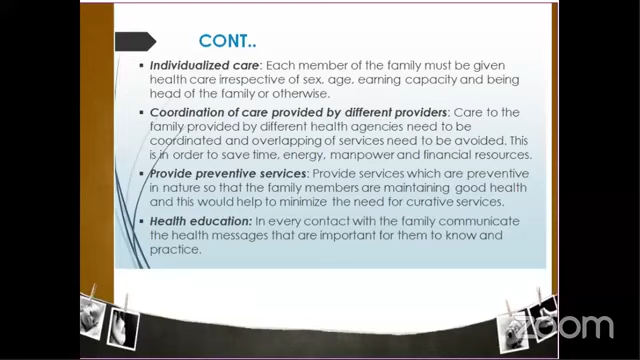 CONT..
▪ Individualized care: Each member of the family must be given
health care irrespective of sex, age, earning capacity and being
head of the family or otherwise.
▪ Coordination of care provided by different providers: Care to the
family provided by different health agencies need to be
coordinated and overlapping of services need to be avoided. This
is in order to save time, energy, manpower and financial resources.
▪ Provide preventive services: Provide services which are preventive
in nature so that the family members are maintaining good health
and this would help to minimize the need for curative services.
▪ Health education: In every contact with the family communicate
the health messages that are important for them to know and
practice.
zoom